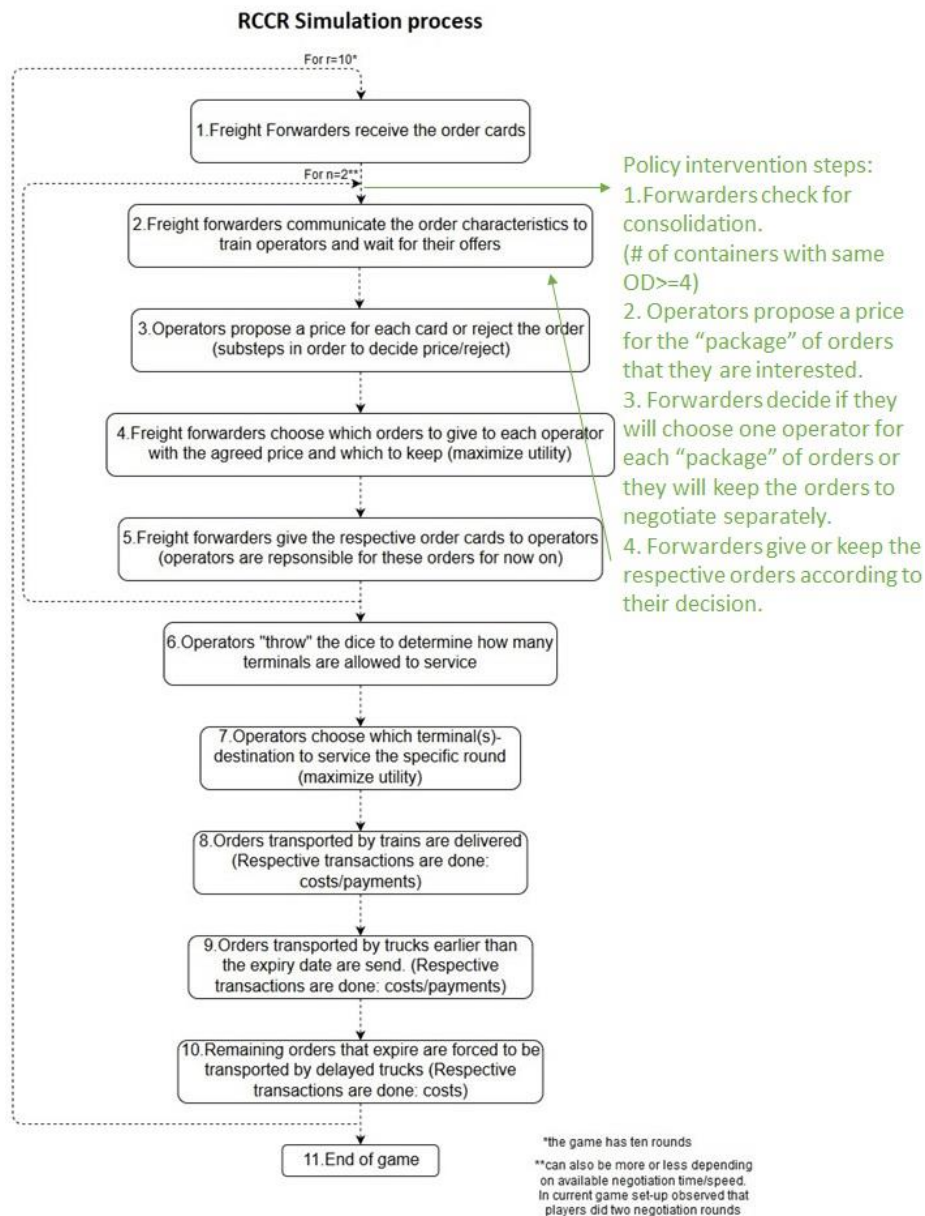 RCCR Simulation process
For r=10*
1.Freight Forwarders receive the order cards
For n=2**
2.Freight forwarders communicate the order characteristics to
train operators and wait for their offers
3.Operators propose a price for each card or reject the order
(substeps in order to decide price/reject)
4.Freight forwarders choose which orders to give to each operator
with the agreed price and which to keep (maximize utility)
5.Freight forwarders give the respective order cards to operators
(operators are repsonsible for these orders for now on)
6.Operators "throw" the dice to determine how many
terminals are allowed to service
7.Operators choose which terminal(s)-
destination to service the specific round
(maximize utility)
8.Orders transported by trains are delivered
(Respective transactions are done:
costs/payments)
9.Orders transported by trucks earlier than
the expiry date are send. (Respective
transactions are done: costs/payments)
10.Remaining orders that expire are forced to be
transported by delayed trucks (Respective
transactions are done: costs)
11.End of game
Policy intervention steps:
1.Forwarders check for
consolidation.
(# of containers with same
OD>=4)
2. Operators propose a price
for the “package” of orders
that they are interested.
3. Forwarders decide if they
will choose one operator for
each “package” of orders or
they will keep the orders to
negotiate separately.
4. Forwarders give or keep the
respective orders according to
their decision.
*the game has ten rounds
**can also be more or less depending
on available negotiation time/speed.
In current game set-up observed that
players did two negotiation rounds